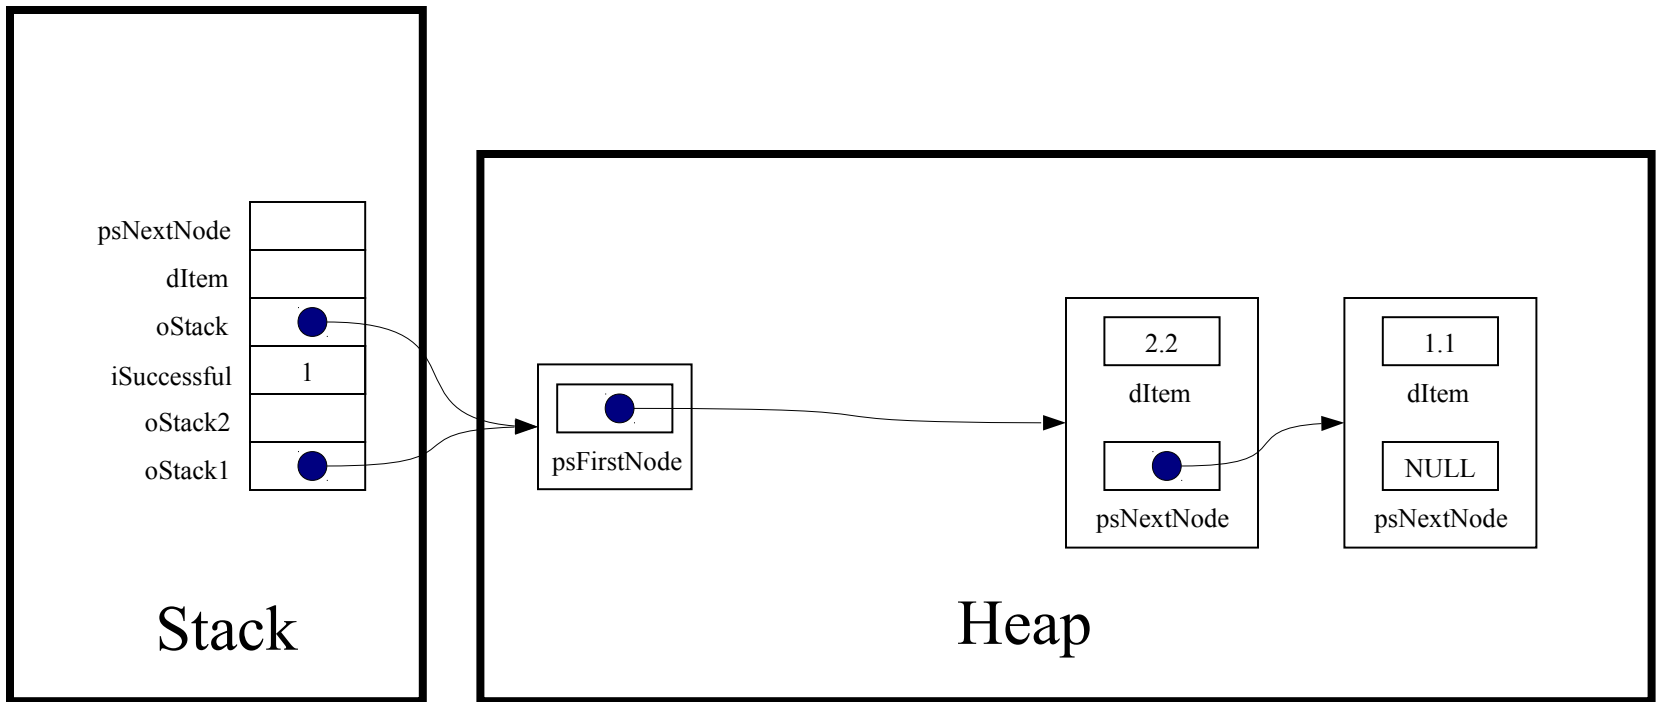 psNextNode
dItem
oStack
iSuccessful 1
oStack2
oStack1
Stack
psFirstNode
2.2
dItem
psNextNode
1.1
dItem
NULL
psNextNode
Heap